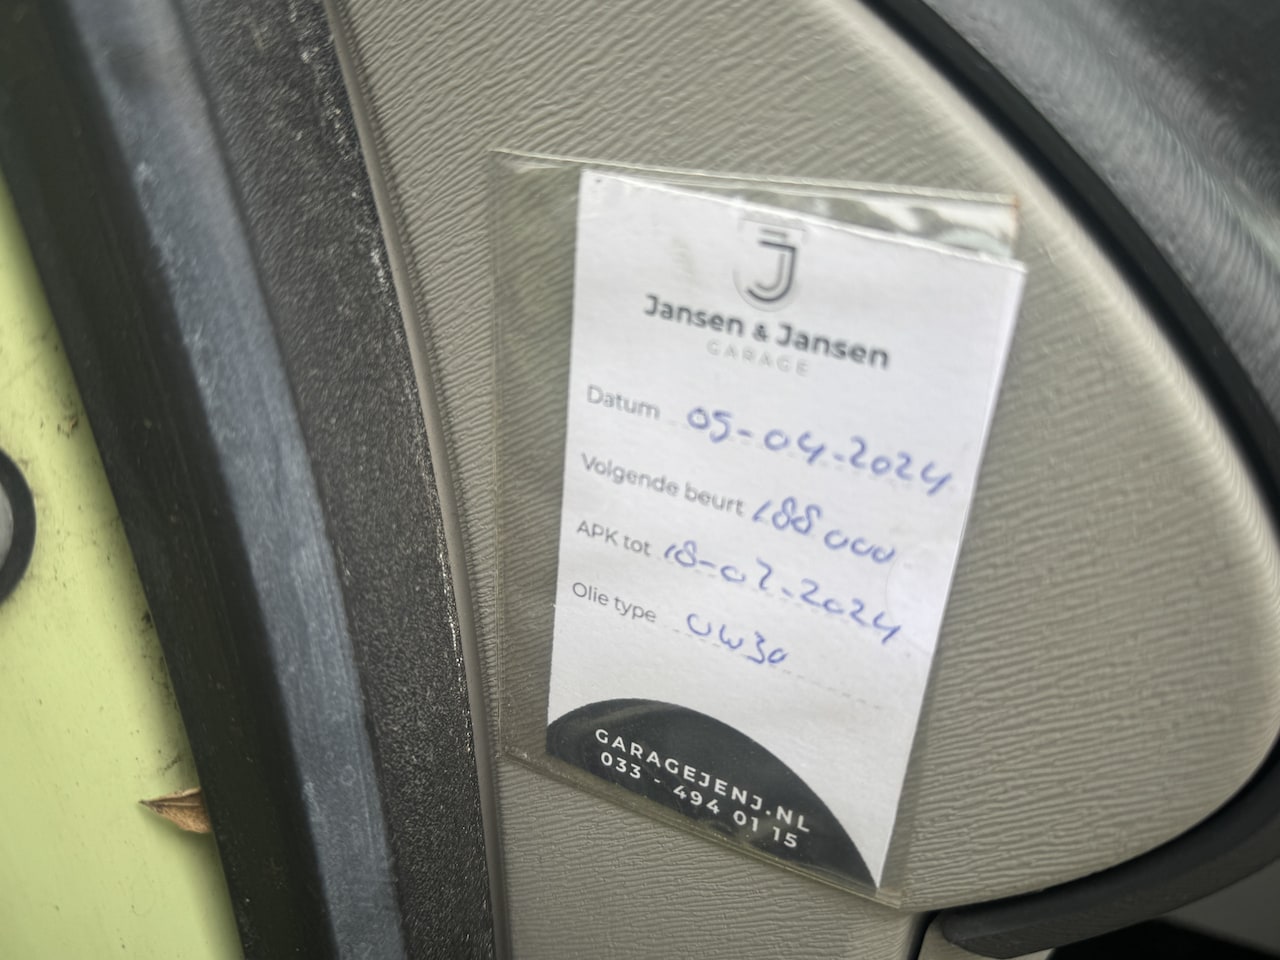 J
Jansen & Jansen
GARAGE
Datum 05-04-2024
Volgende beurt 188 000
APK tot 18-07-2024
Olie type 0W30
GARAGEJENJ.NL
033 - 494 01 15